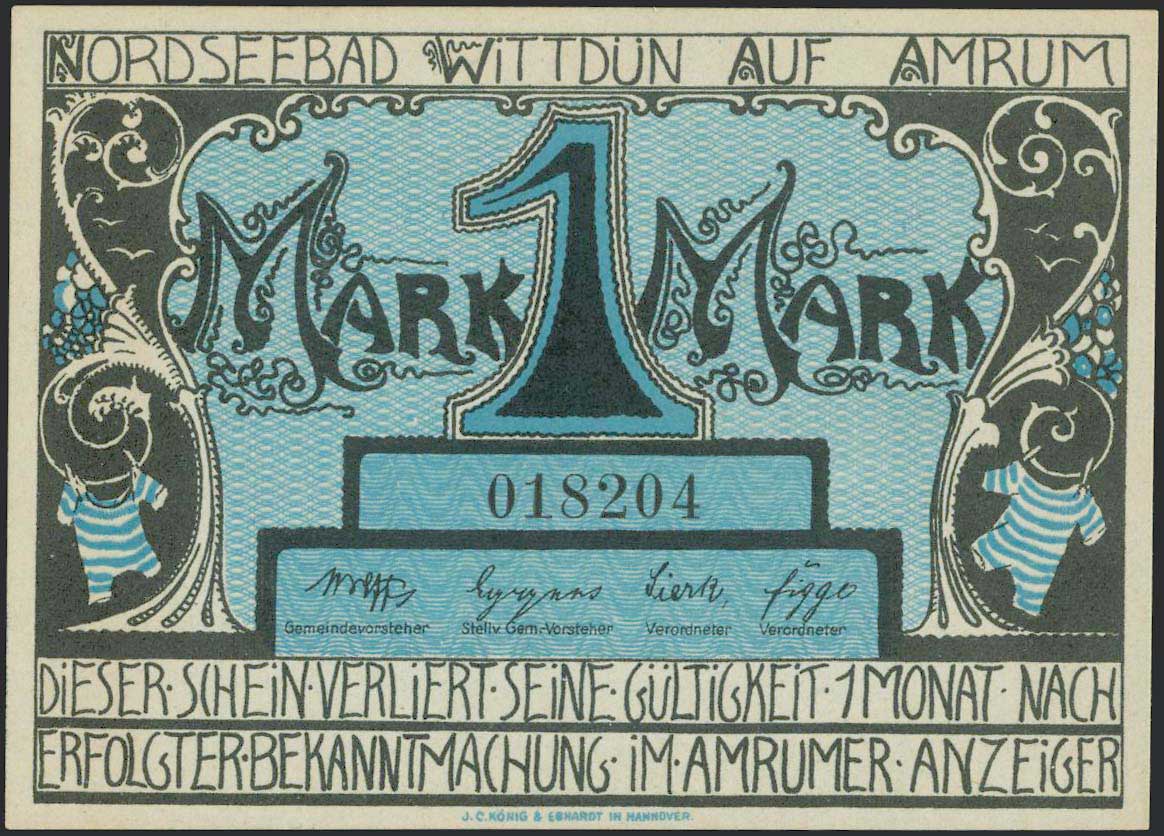 NORDSEEBAD WITTDÜN AUF AMRUM
MARK 1 MARK
018204
Gemeindevorsteher Stellv. Gem.-Vorsteher Verordneter Verordneter
DIESER·SCHEIN·VERLIERT·SEINE·GÜLTIGKEIT·1 MONAT·NACH
ERFOLGTER·BEKANNTMACHUNG·IM·AMRUMER·ANZEIGER
J.C.KÖNIG & EBHARDT IN HANNOVER.